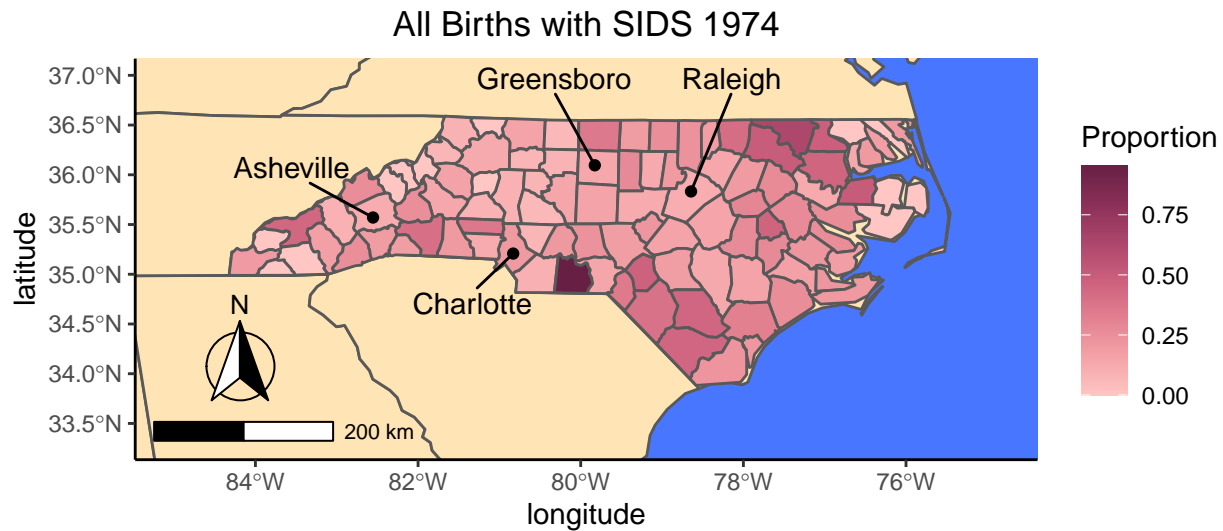 All Births with SIDS 1974
37.0°N
36.5°N
36.0°N
35.5°N
35.0°N
34.5°N
34.0°N
33.5°N
latitude
Greensboro
Raleigh
Asheville
Charlotte
N
200 km
84°W
82°W
80°W
78°W
76°W
longitude
Proportion
0.75
0.50
0.25
0.00